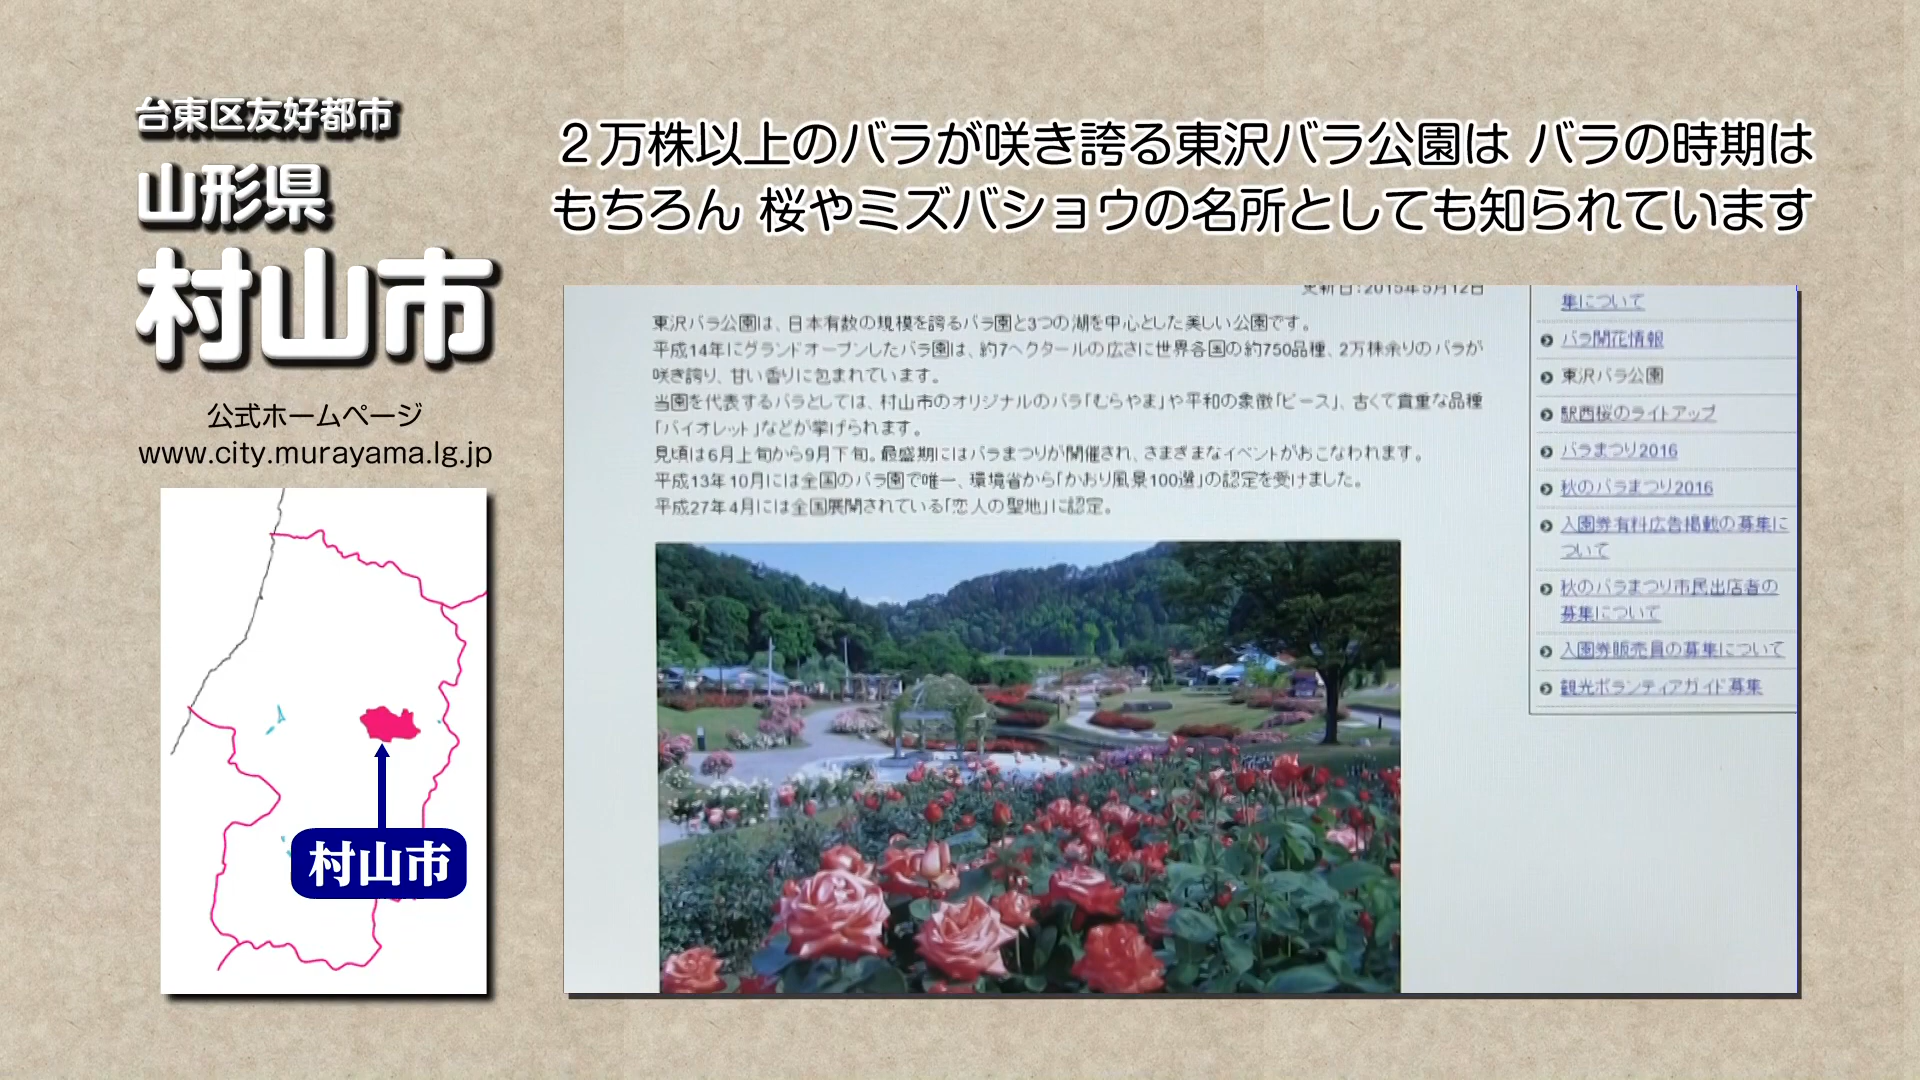 台東区友好都市
山形県
村山市
公式ホームページ
www.city.murayama.lg.jp
村山市
２万株以上のバラが咲き誇る東沢バラ公園は バラの時期は
もちろん 桜やミズバショウの名所としても知られています
更新日：2015年5月12日
東沢バラ公園は、日本有数の規模を誇るバラ園と3つの湖を中心とした美しい公園です。
平成14年にグランドオープンしたバラ園は、約7ヘクタールの広さに世界各国の約750品種、2万株余りのバラが
咲き誇り、甘い香りに包まれています。
当園を代表するバラとしては、村山市のオリジナルのバラ「むらやま」や平和の象徴「ピース」、古くて貴重な品種
「バイオレット」などが挙げられます。
見頃は6月上旬から9月下旬。最盛期にはバラまつりが開催され、さまざまなイベントがおこなわれます。
平成13年10月には全国のバラ園で唯一、環境省から「かおり風景100選」の認定を受けました。
平成27年4月には全国展開されている「恋人の聖地」に認定。
集について
バラ開花情報
東沢バラ公園
駅西桜のライトアップ
バラまつり2016
秋のバラまつり2016
入園券有料広告掲載の募集に
ついて
秋のバラまつり市民出店者の
募集について
入園券販売員の募集について
観光ボランティアガイド募集